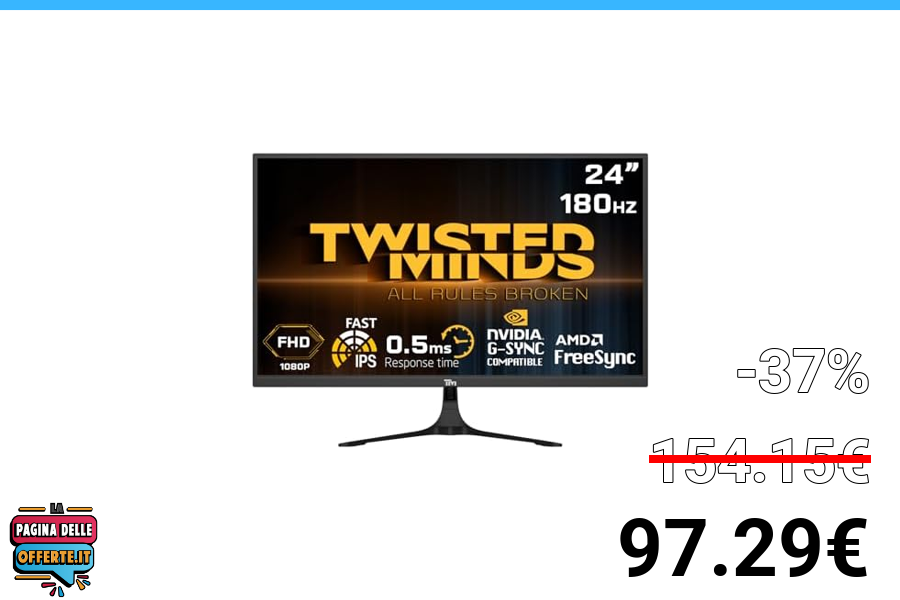 24”
180HZ
TWISTED
MINDS
ALL RULES BROKEN
FHD
1080P
FAST
IPS
0.5ms
Response time
NVIDIA
G-SYNC
COMPATIBLE
AMD
FreeSync
TM
-37%
154.15€
97.29€
LA
PAGINA DELLE
OFFERTE.IT